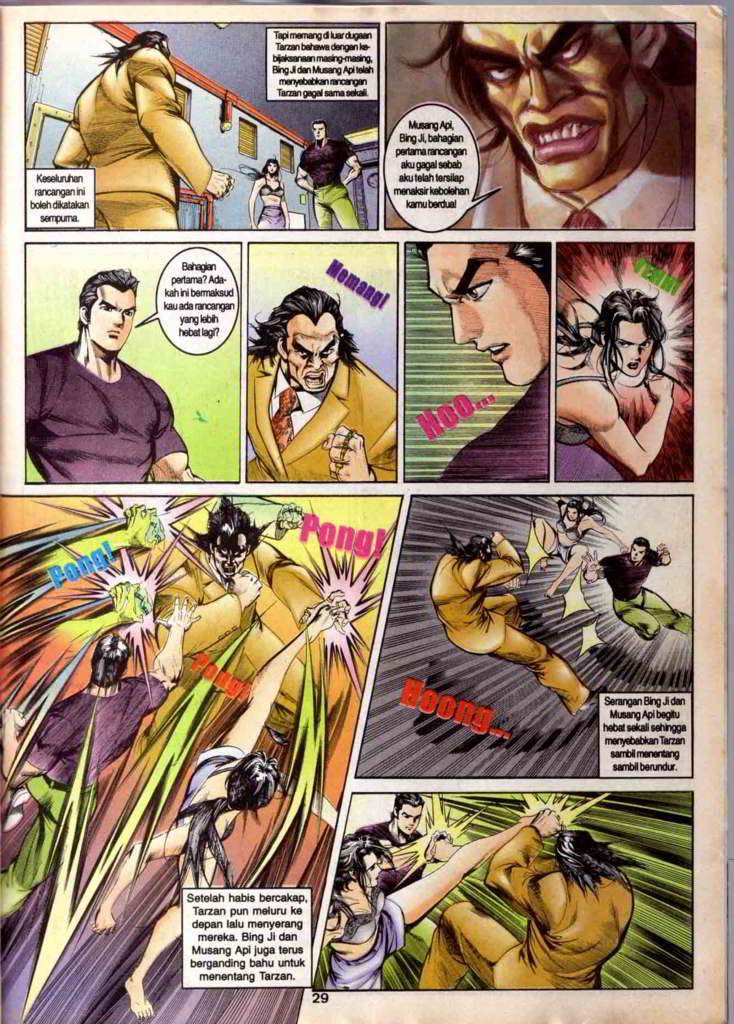 Tapi memang di luar dugaan
Tarzan bahawa dengan ke-
bijaksanaan masing-masing,
Bing Ji dan Musang Api telah
menyebabkan rancangan
Tarzan gagal sama sekali.
Keseluruhan
rancangan ini
boleh dikatakan
sempurna.
Musang Api,
Bing Ji, bahagian
pertama rancangan
aku gagal sebab
aku telah tersilap
menaksir kebolehan
kamu berdua!
Bahagian
pertama? Ada-
kah ini bermaksud
kau ada rancangan
yang lebih
hebat lagi?
Memang!
Hoo...
YEAH!
Pong!
Pong!
Pong!
Hoong...
Serangan Bing Ji dan
Musang Api begitu
hebat sekali sehingga
menyebabkan Tarzan
menentang
sambil berundur.
Setelah habis bercakap,
Tarzan pun meluru ke
depan lalu menyerang
mereka. Bing Ji dan
Musang Api juga terus
berganding bahu untuk
menentang Tarzan.
29